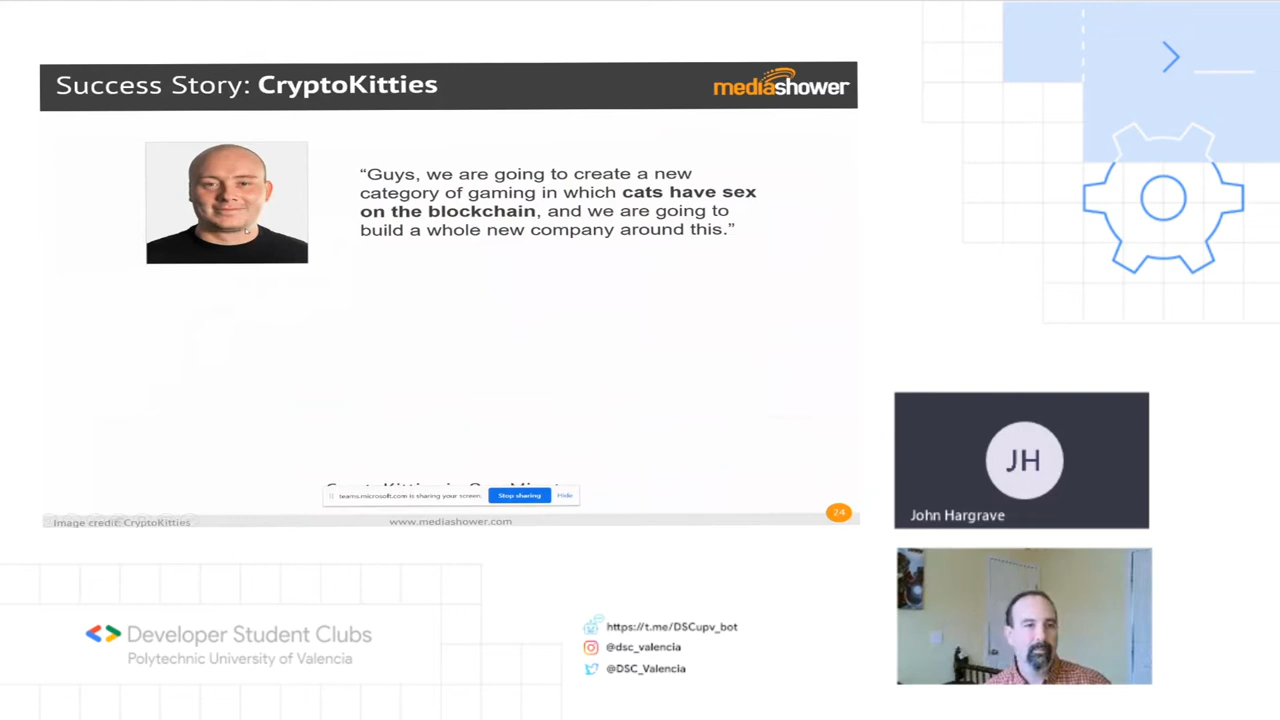 Success Story: CryptoKitties
mediashower
“Guys, we are going to create a new
category of gaming in which cats have sex
on the blockchain, and we are going to
build a whole new company around this.”
teams.microsoft.com is sharing your screen.
Stop sharing
Hide
Image credit: CryptoKitties
www.mediashower.com
24
JH
John Hargrave
Developer Student Clubs
Polytechnic University of Valencia
https://t.me/DSCupv_bot
@dsc_valencia
@DSC_Valencia